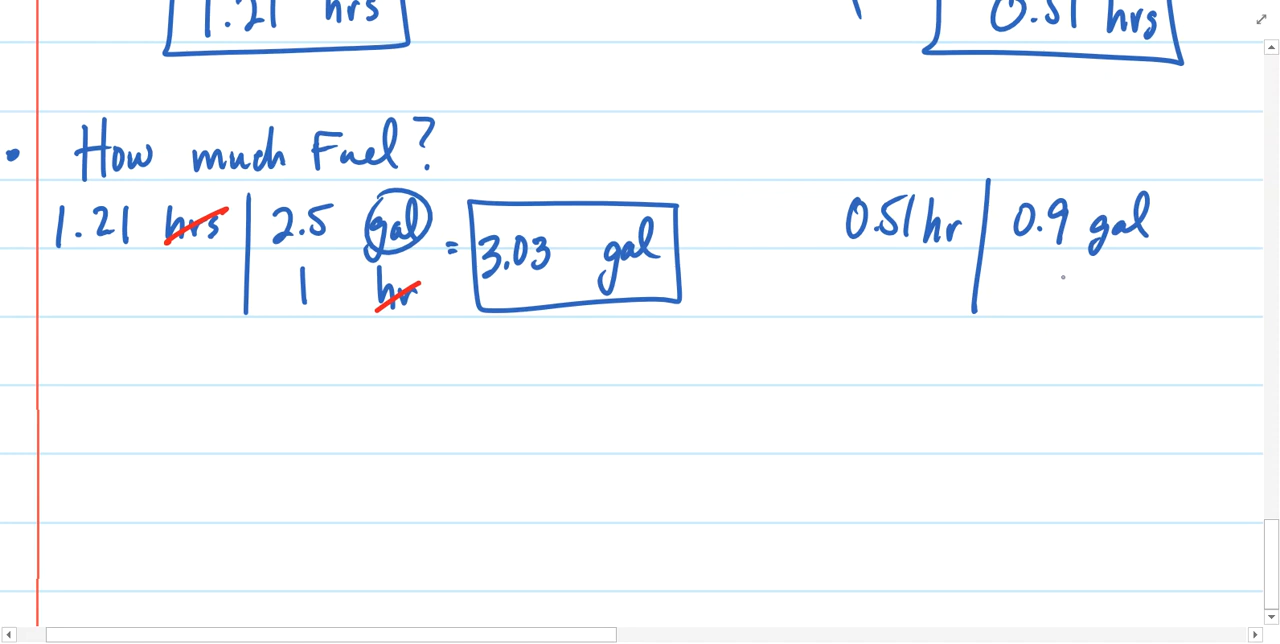 1.21 hrs 0.51 hrs
• How much Fuel?
1.21 hrs | 2.5 gal = 3.03 gal 0.51 hr | 0.9 gal
1 hr